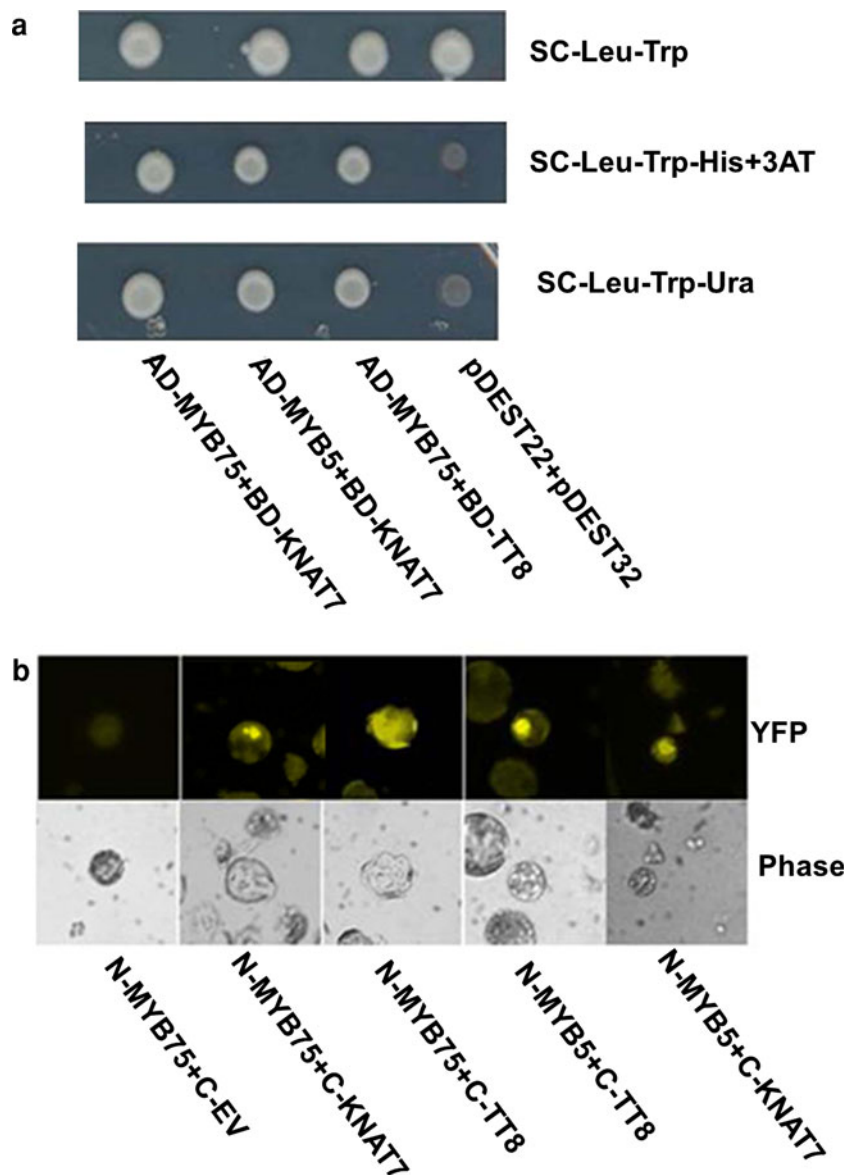 a
SC-Leu-Trp
SC-Leu-Trp-His+3AT
SC-Leu-Trp-Ura
AD-MYB75+BD-KNAT7
AD-MYB5+BD-KNAT7
AD-MYB75+BD-TT8
pDEST22+pDEST32
b
YFP
Phase
N-MYB75+C-EV
N-MYB75+C-KNAT7
N-MYB75+C-TT8
N-MYB5+C-TT8
N-MYB5+C-KNAT7